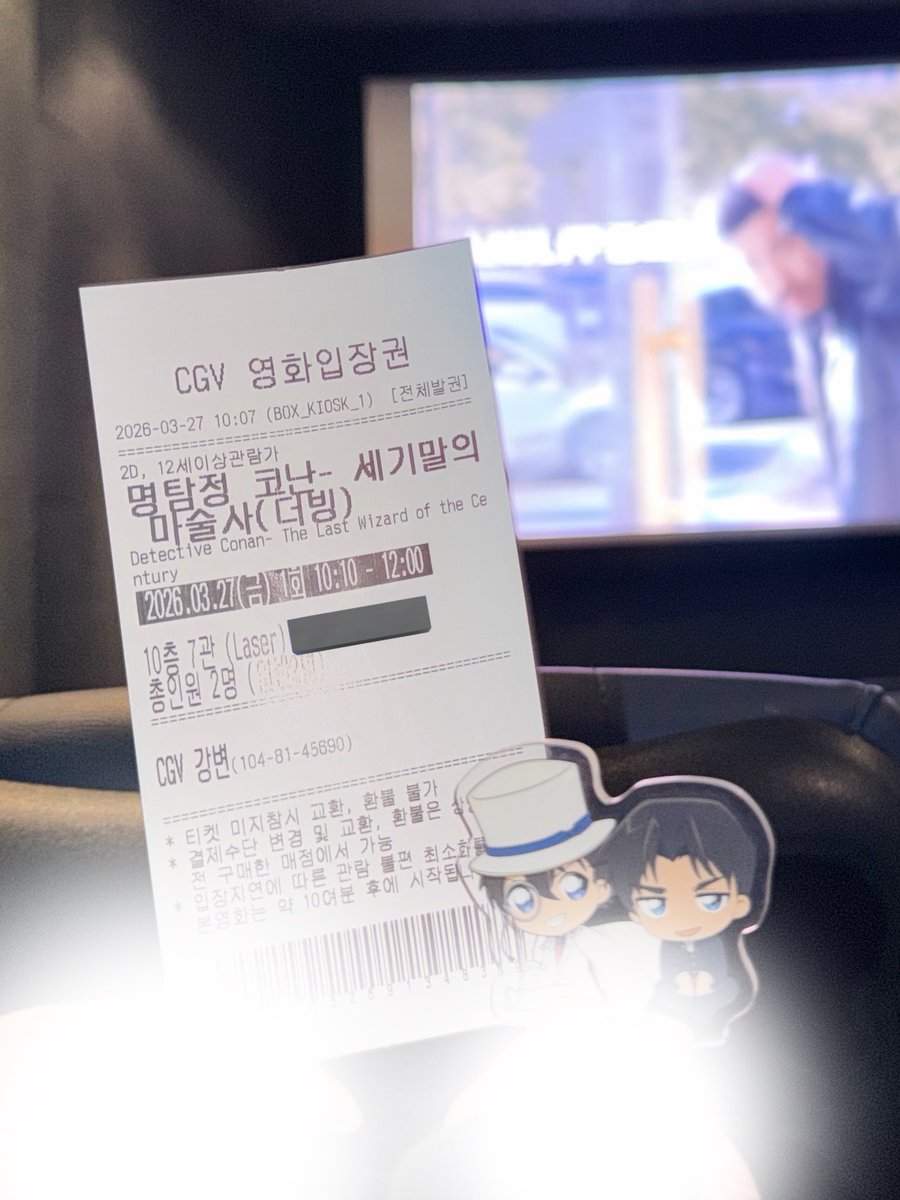 CGV 영화입장권
2026-03-27 10:07 (BOX_KIOSK_1) [전체발권]
2D, 12세이상관람가
명탐정 코난- 세기말의
마술사(더빙)
Detective Conan- The Last Wizard of the Ce
ntury
2026.03.27(금) 1회 10:10 - 12:00
10층 7관 (Laser)
총인원 2명
CGV 강변(104-81-45690)
* 티켓 미지참시 교환, 환불 불가
* 결제수단 변경 및 교환, 환불은
전 구매한 매점에서 가능
* 입장지연에 따른 관람 불편 최소화를
본영화는 약 10여분 후에